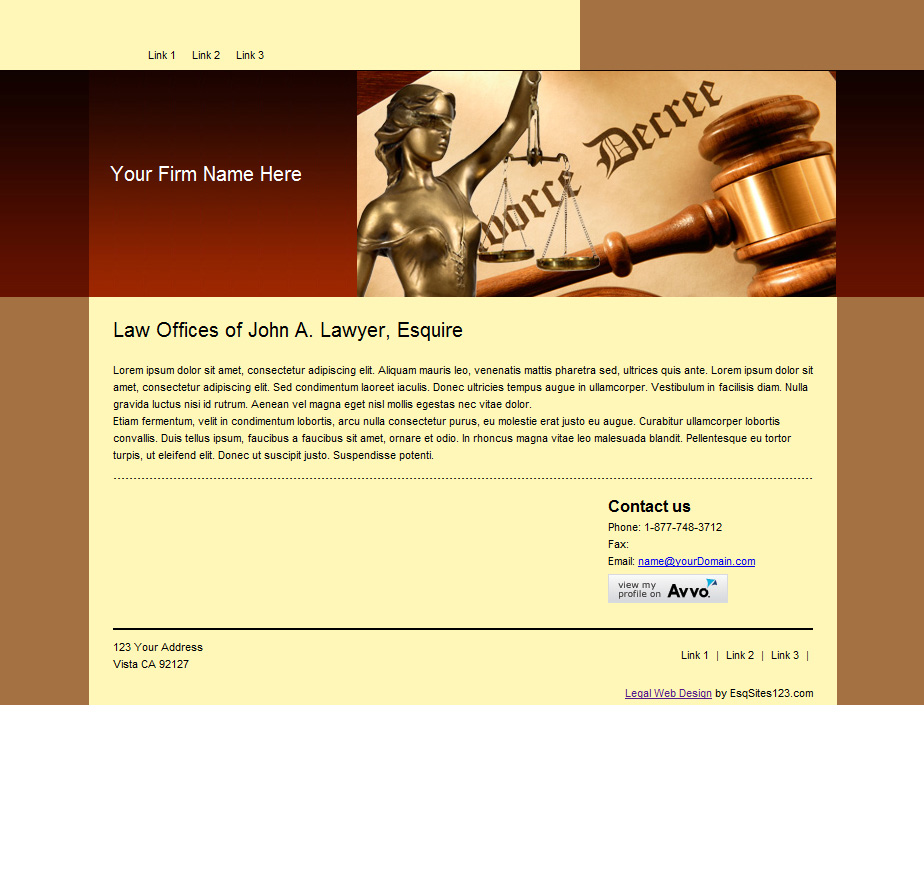 Link 1 Link 2 Link 3
Your Firm Name Here
Decree
vorce
Law Offices of John A. Lawyer, Esquire
Lorem ipsum dolor sit amet, consectetur adipiscing elit. Aliquam mauris leo, venenatis mattis pharetra sed, ultrices quis ante. Lorem ipsum dolor sit
amet, consectetur adipiscing elit. Sed condimentum laoreet iaculis. Donec ultricies tempus augue in ullamcorper. Vestibulum in facilisis diam. Nulla
gravida luctus nisi id rutrum. Aenean vel magna eget nisl mollis egestas nec vitae dolor.
Etiam fermentum, velit in condimentum lobortis, arcu nulla consectetur purus, eu molestie erat justo eu augue. Curabitur ullamcorper lobortis
convallis. Duis tellus ipsum, faucibus a faucibus sit amet, ornare et odio. In rhoncus magna vitae leo malesuada blandit. Pellentesque eu tortor
turpis, ut eleifend elit. Donec ut suscipit justo. Suspendisse potenti.
Contact us
Phone: 1-877-748-3712
Fax:
Email: name@yourDomain.com
view my
profile on Avvo.
123 Your Address
Vista CA 92127
Link 1 | Link 2 | Link 3 |
Legal Web Design by EsqSites123.com